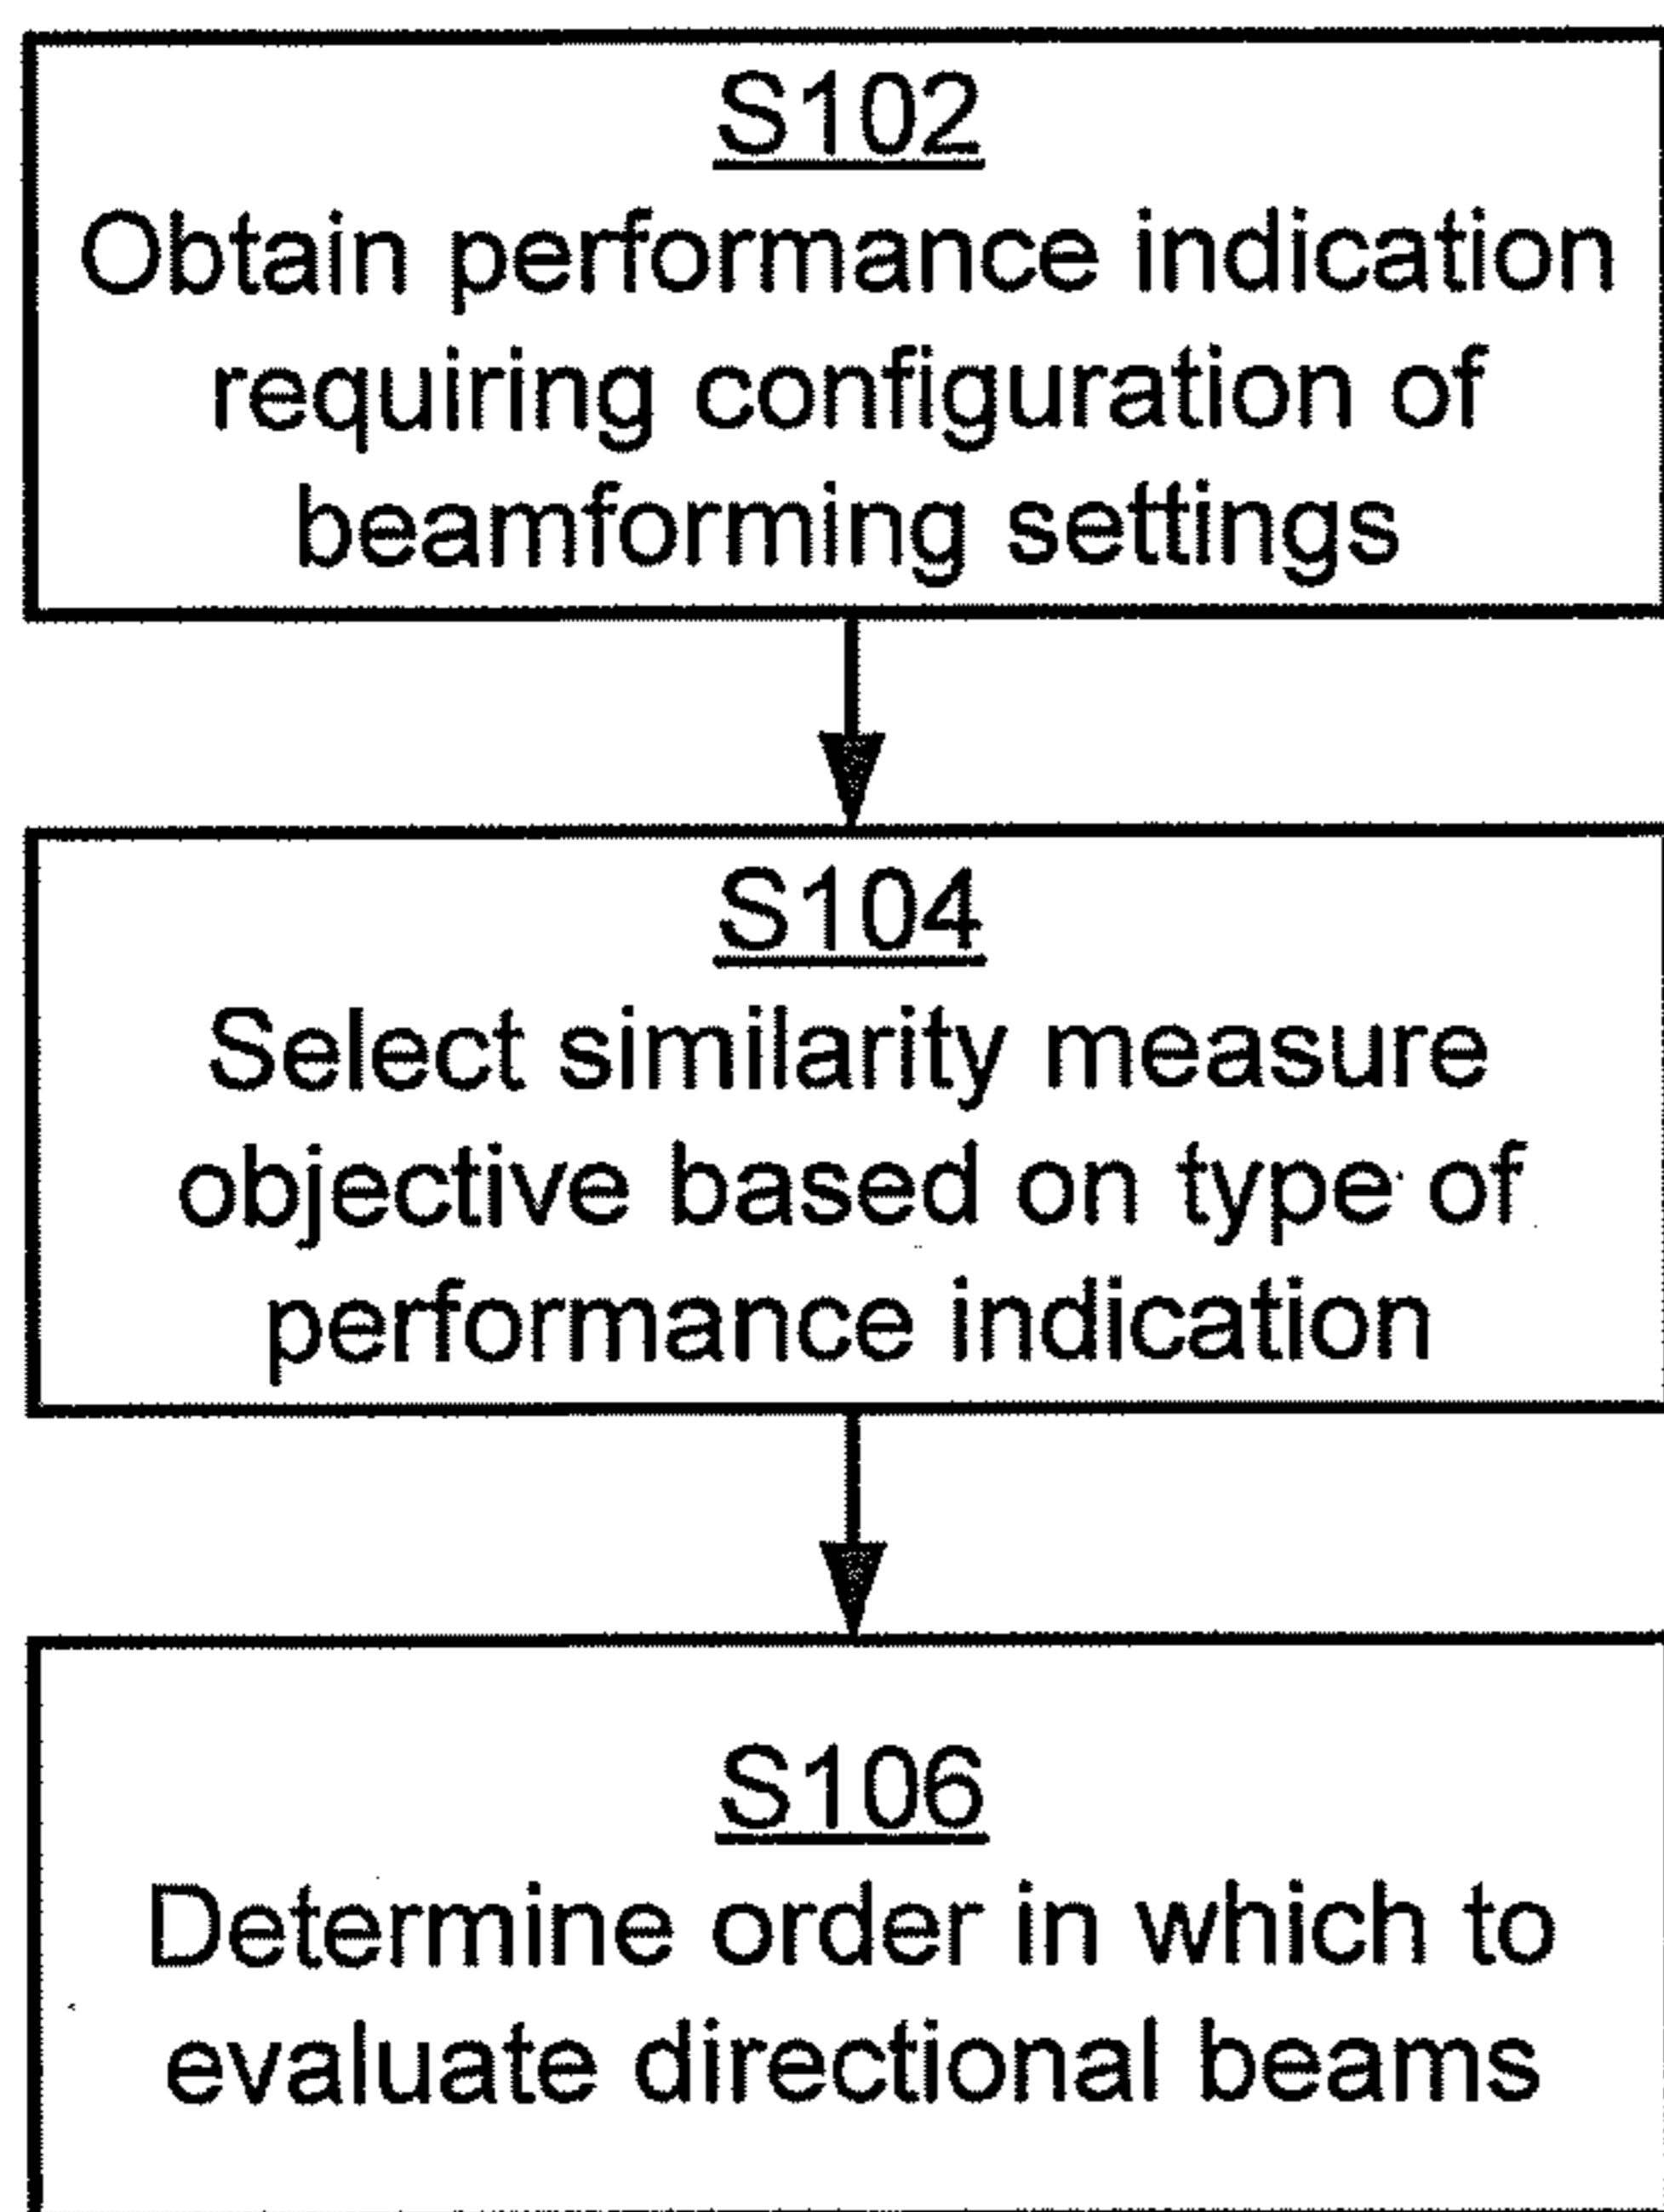 S102
Obtain performance indication
requiring configuration of
beamforming settings
S104
Select similarity measure
objective based on type of
performance indication
S106
Determine order in which to
evaluate directional beams